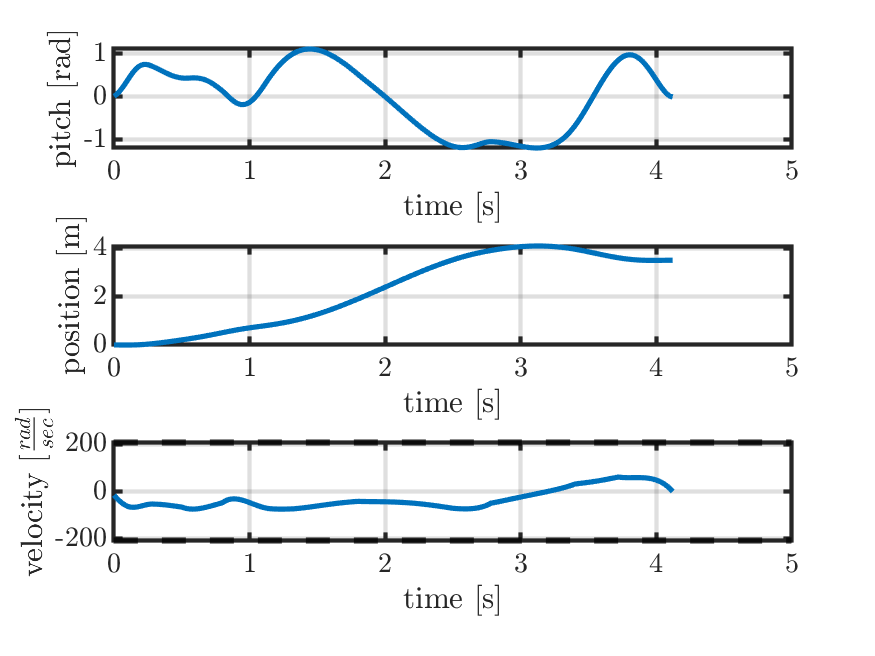 pitch [rad]
1
0
-1
0 1 2 3 4 5
time [s]
position [m]
4
2
0
0 1 2 3 4 5
time [s]
velocity [rad/sec]
200
0
-200
0 1 2 3 4 5
time [s]